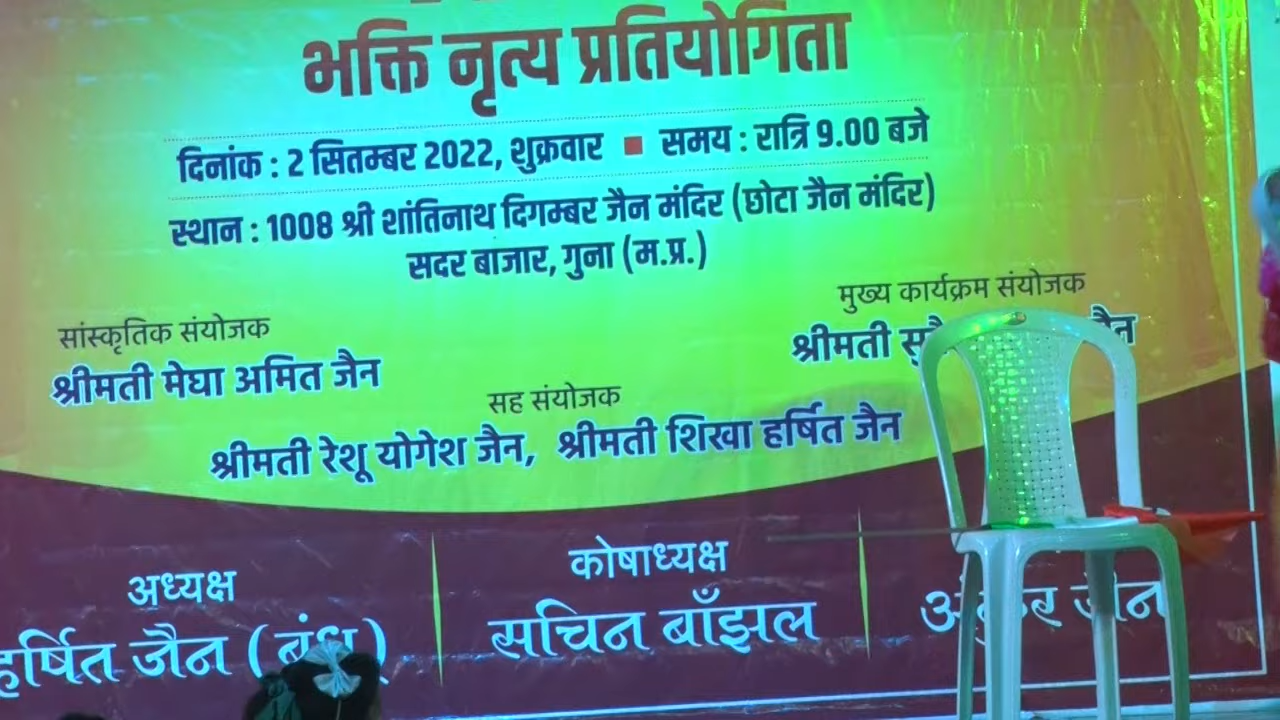 भक्ति नृत्य प्रतियोगिता
दिनांक : 2 सितम्बर 2022, शुक्रवार ■ समय : रात्रि 9.00 बजे
स्थान : 1008 श्री शांतिनाथ दिगम्बर जैन मंदिर (छोटा जैन मंदिर)
सदर बाजार, गुना (म.प्र.)
मुख्य कार्यक्रम संयोजक
श्रीमती जैन
सांस्कृतिक संयोजक
श्रीमती मेघा अमित जैन
सह संयोजक
श्रीमती रेशू योगेश जैन, श्रीमती शिखा हर्षित जैन
अध्यक्ष
हर्षित जैन (बंधु)
कोषाध्यक्ष
सचिन बाँझल
जैन